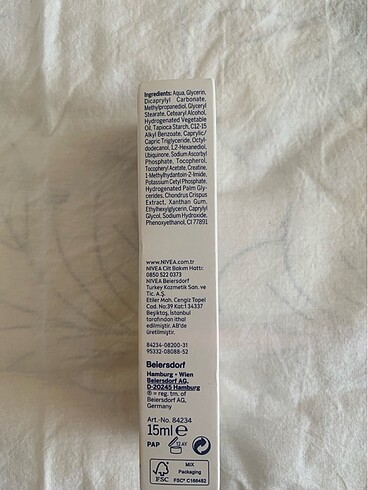 Ingredients: Aqua, Glycerin,
Dicaprylyl Carbonate,
Methylpropanediol, Glyceryl
Stearate, Cetearyl Alcohol,
Hydrogenated Vegetable
Oil, Tapioca Starch, C12-15
Alkyl Benzoate, Caprylic/
Capric Triglyceride, Octyl-
dodecanol, 1,2-Hexanediol,
Ubiquinone, Sodium Ascorbyl
Phosphate, Tocopherol,
Tocopheryl Acetate, Creatine,
1-Methylhydantoin-2-Imide,
Potassium Cetyl Phosphate,
Hydrogenated Palm Gly-
cerides, Chondrus Crispus
Extract, Xanthan Gum,
Ethylhexylglycerin, Caprylyl
Glycol, Sodium Hydroxide,
Phenoxyethanol, CI 77891
www.NIVEA.com.tr
NIVEA Cilt Bakım Hattı:
0850 522 0373
NIVEA Beiersdorf
Turkey Kozmetik San. ve
Tic. A.Ş.
Etiler Mah. Cengiz Topel
Cad. No:39 Kat:1 34337
Beşiktaş, İstanbul
tarafından ithal
edilmiştir. AB'de
üretilmiştir.
84234-08200-31
95332-08088-52
Beiersdorf
Hamburg • Wien
Beiersdorf AG,
D-20245 Hamburg
® = reg. tm. of
Beiersdorf AG,
Germany
Art.-No. 84234
15ml e
PAP 12 AY
MIX
Packaging
FSC FSC® C166452